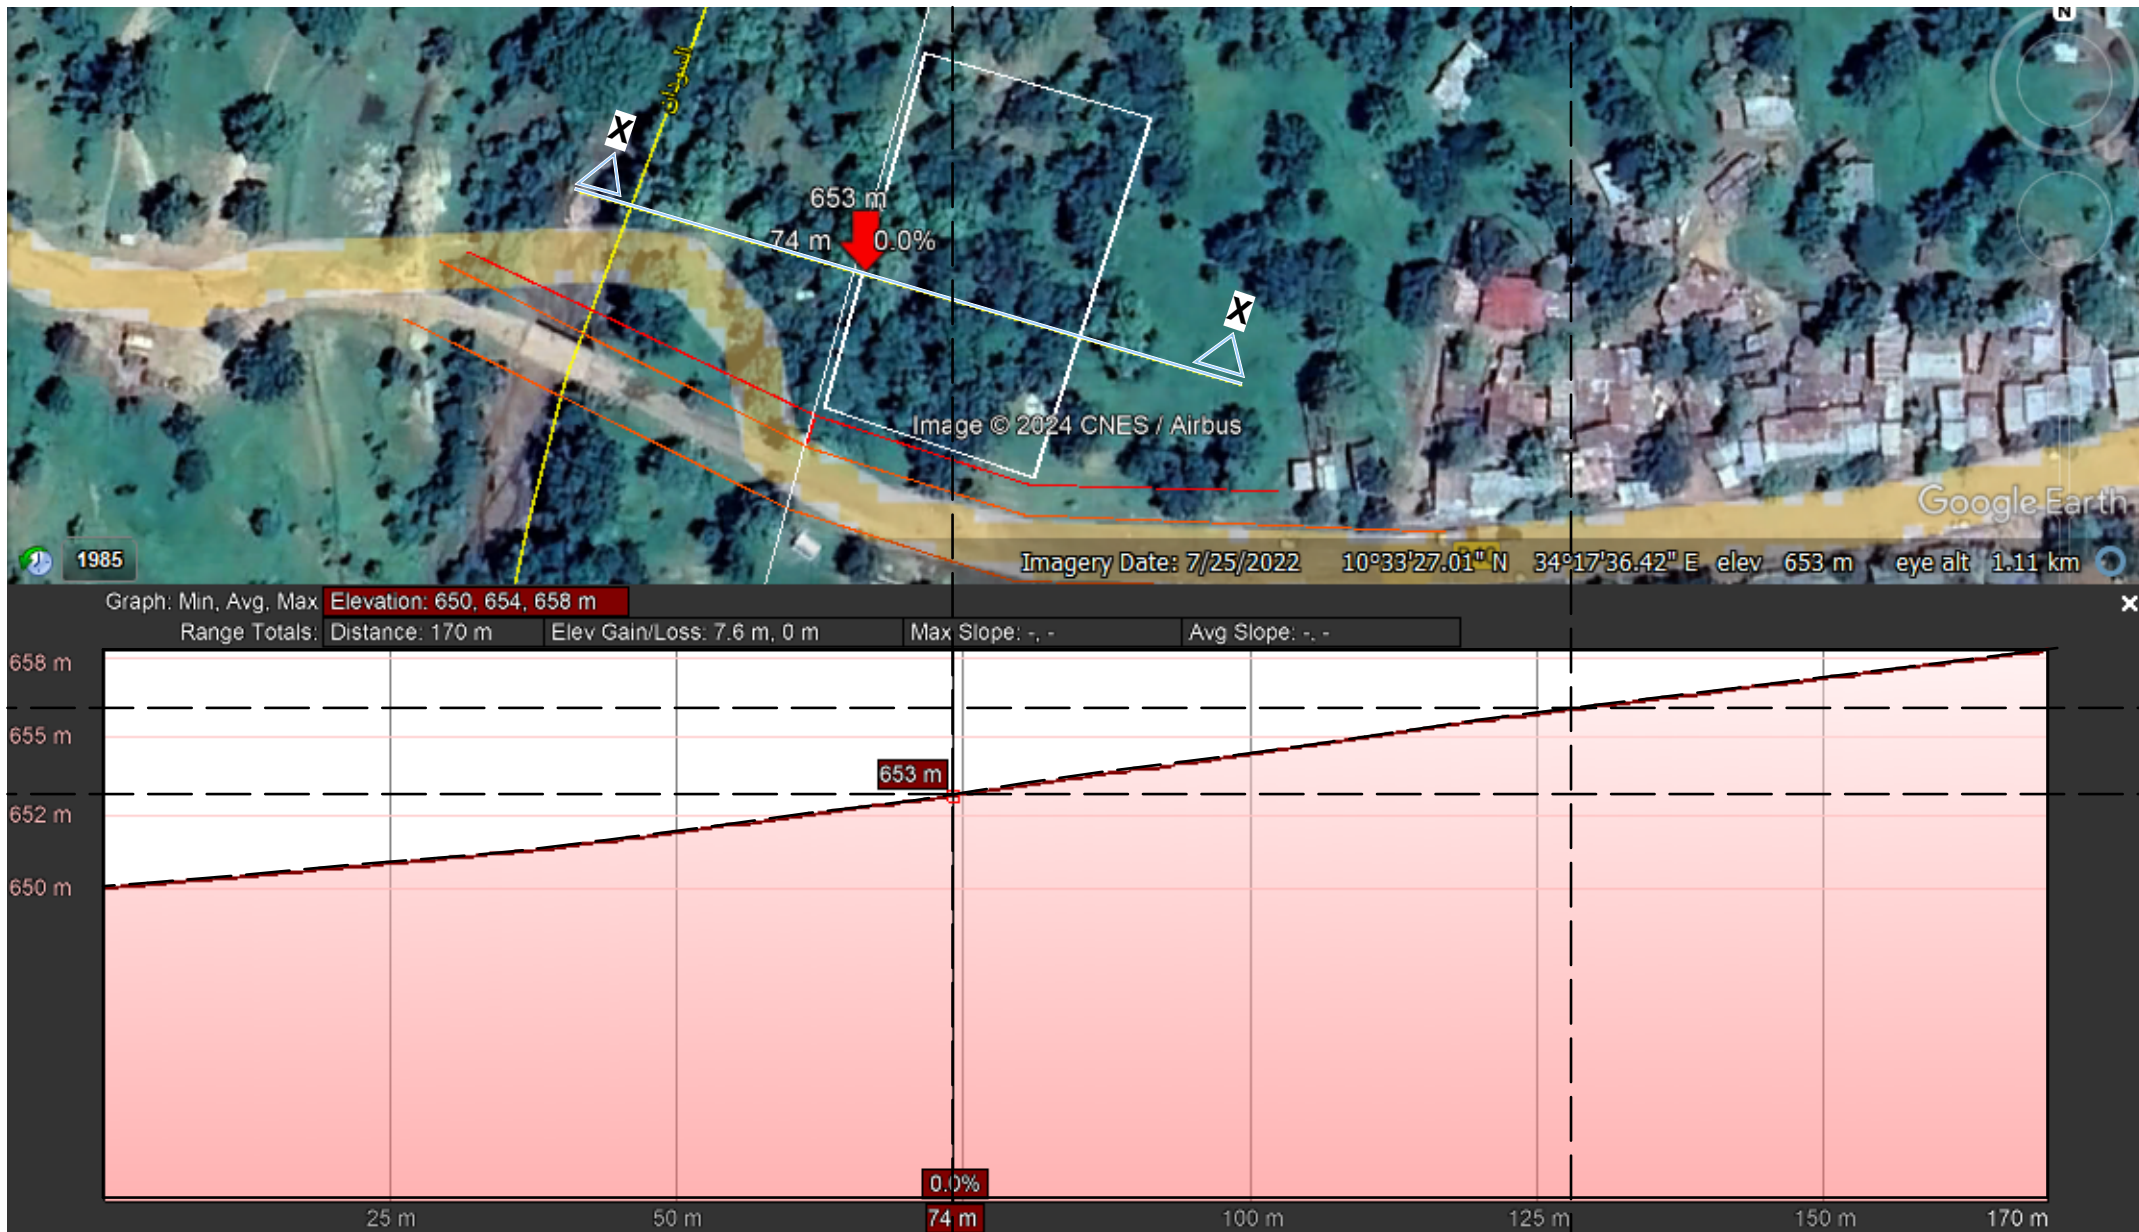 N
السودان
X
653 m
74 m 0.0%
X
Image © 2024 CNES / Airbus
Google Earth
1985
Imagery Date: 7/25/2022 10°33'27.01" N 34°17'36.42" E elev 653 m eye alt 1.11 km
Graph: Min, Avg, Max Elevation: 650, 654, 658 m
Range Totals: Distance: 170 m Elev Gain/Loss: 7.6 m, 0 m Max Slope: -, - Avg Slope: -, -
658 m
655 m
653 m
652 m
650 m
0.0%
25 m 50 m 74 m 100 m 125 m 150 m 170 m